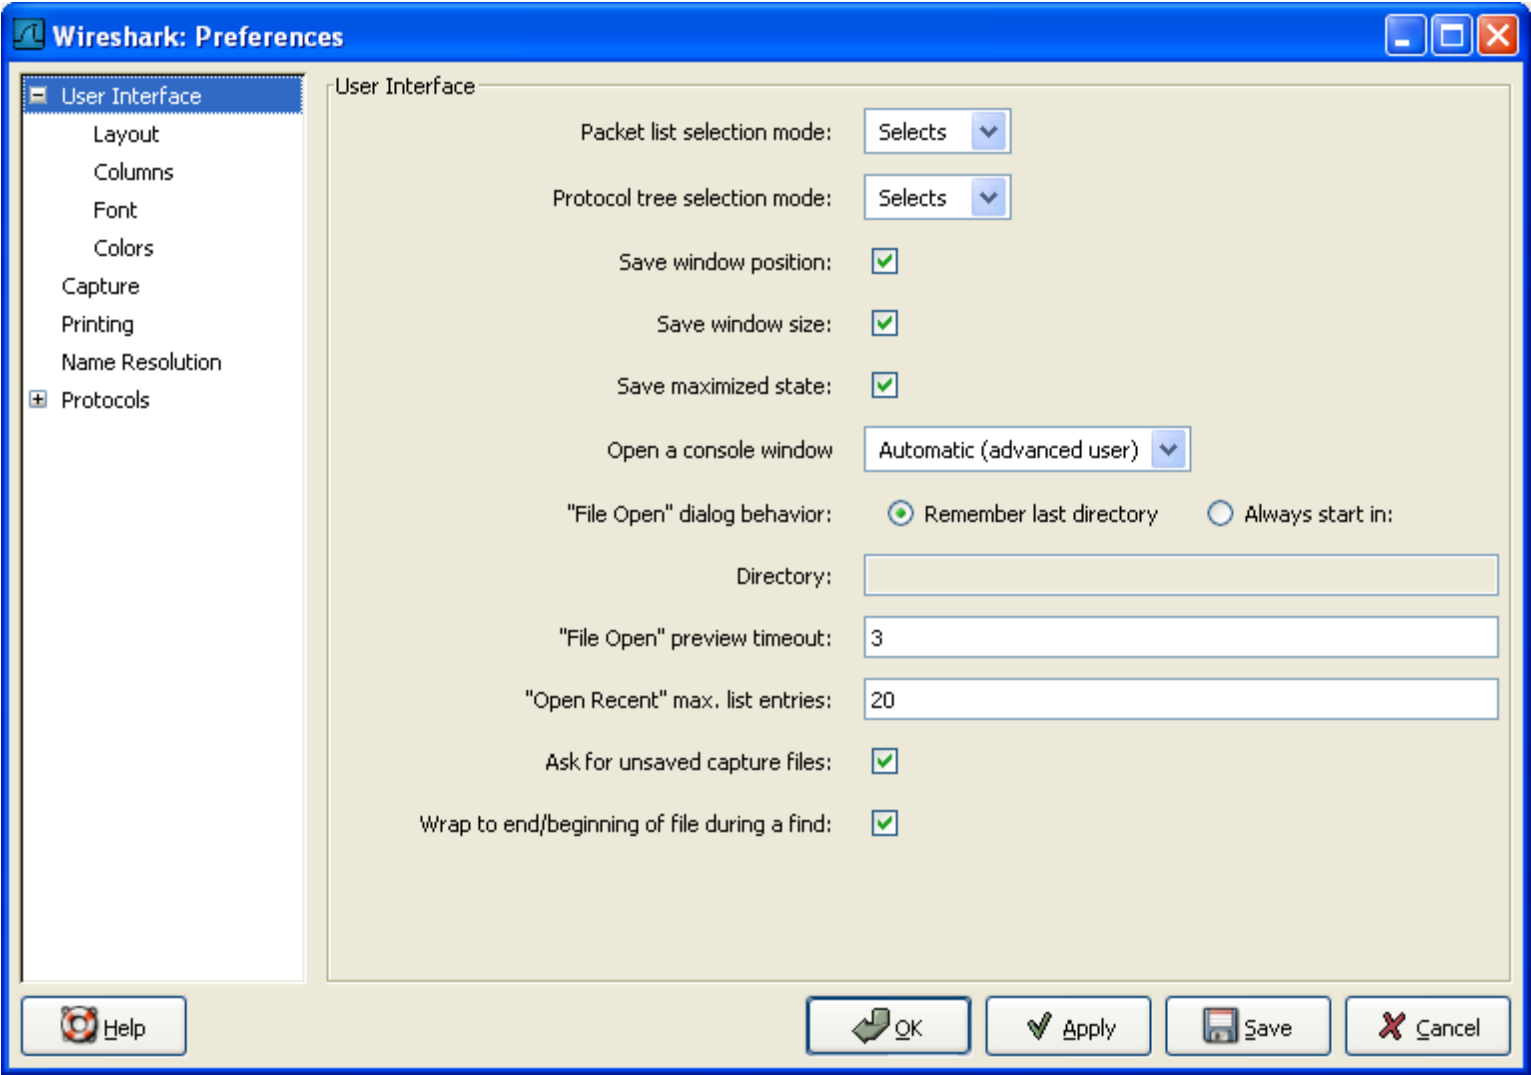 Wireshark: Preferences
User Interface
Layout
Columns
Font
Colors
Capture
Printing
Name Resolution
Protocols
User Interface
Packet list selection mode: Selects
Protocol tree selection mode: Selects
Save window position:
Save window size:
Save maximized state:
Open a console window Automatic (advanced user)
"File Open" dialog behavior: Remember last directory Always start in:
Directory:
"File Open" preview timeout: 3
"Open Recent" max. list entries: 20
Ask for unsaved capture files:
Wrap to end/beginning of file during a find:
Help OK Apply Save Cancel